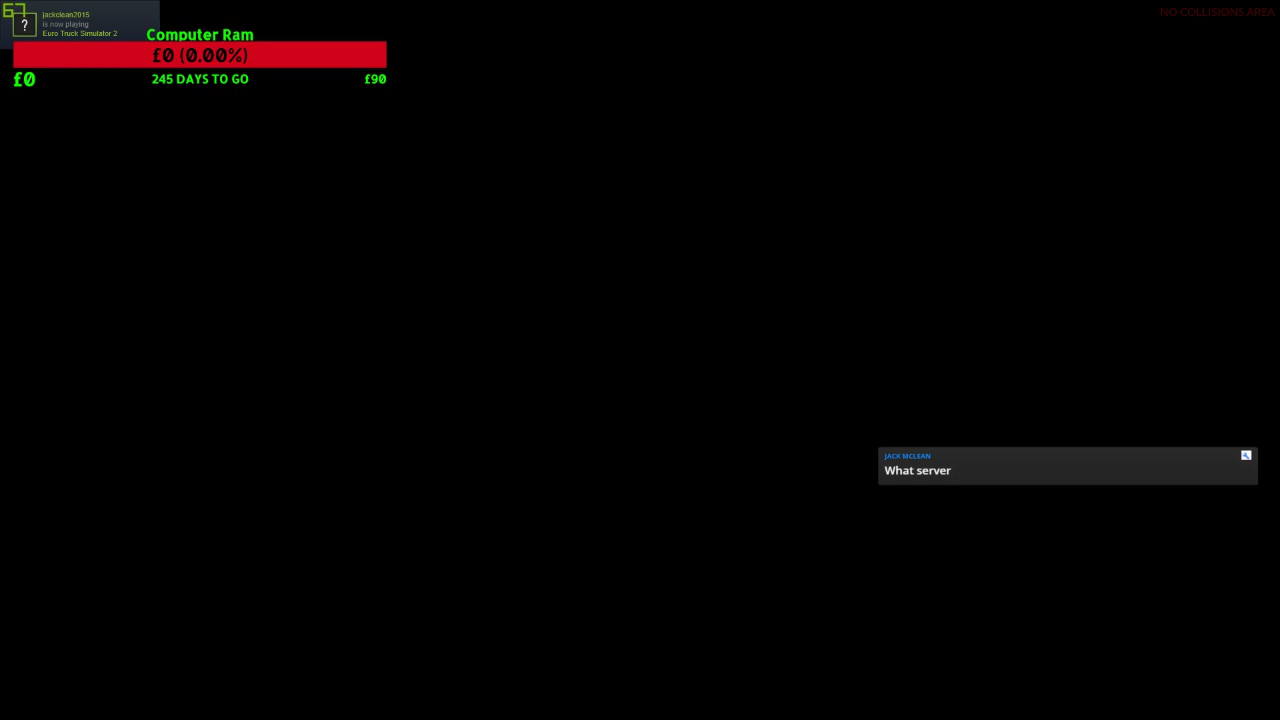 67
jackclean2015
is now playing
Euro Truck Simulator 2
?
NO COLLISIONS AREA
Computer Ram
£0 (0.00%)
£0 245 DAYS TO GO £90
JACK MCLEAN
What server